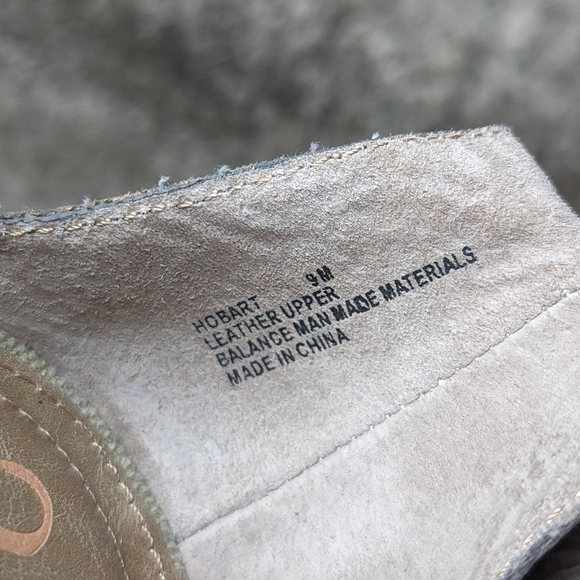 HOBART 9M
LEATHER UPPER
BALANCE MAN MADE MATERIALS
MADE IN CHINA